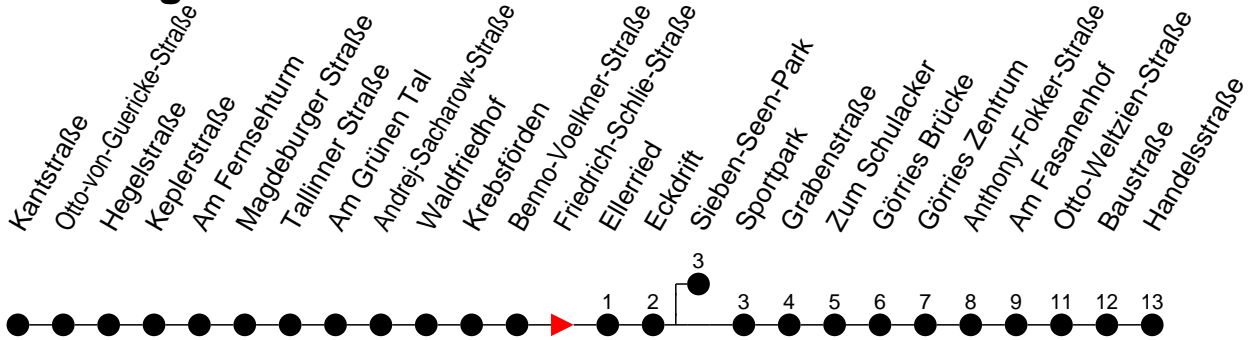 Kantstraße
Otto-von-Guericke-Straße
Hegelstraße
Keplerstraße
Am Fernsehturm
Magdeburger Straße
Tallinner Straße
Am Grünen Tal
Andrej-Sacharow-Straße
Waldfriedhof
Krebsförden
Benno-Voelkner-Straße
Friedrich-Schlie-Straße
Ellerried
Eckdrift
Sieben-Seen-Park
Sportpark
Grabenstraße
Zum Schulacker
Görries Brücke
Görries Zentrum
Anthony-Fokker-Straße
Am Fasanenhof
Otto-Weltzien-Straße
Baustraße
Handelsstraße
3
1 2 3 4 5 6 7 8 9 11 12 13